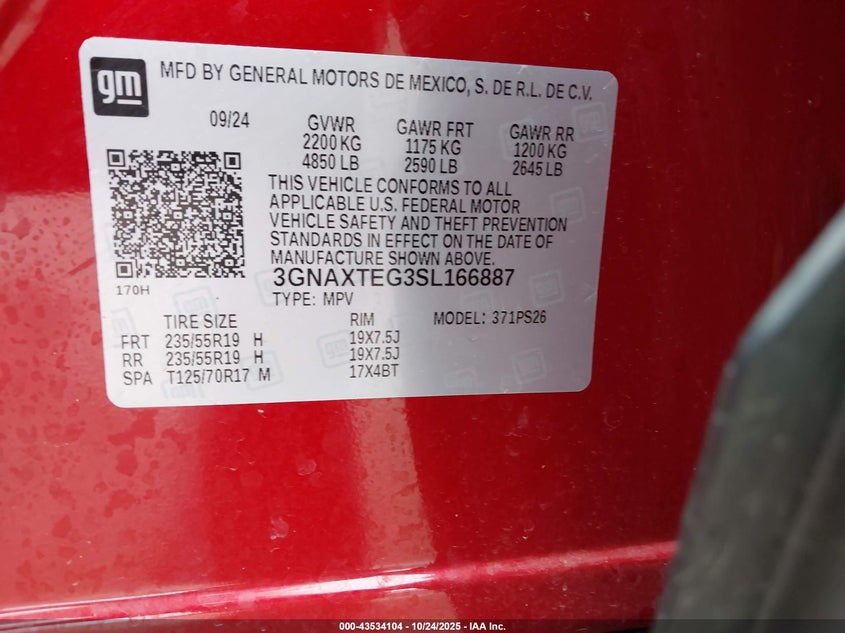 gm
MFD BY GENERAL MOTORS DE MEXICO, S. DE R.L. DE C.V.
09/24 GVWR GAWR FRT GAWR RR
2200 KG 1175 KG 1200 KG
4850 LB 2590 LB 2645 LB
THIS VEHICLE CONFORMS TO ALL
APPLICABLE U.S. FEDERAL MOTOR
VEHICLE SAFETY AND THEFT PREVENTION
STANDARDS IN EFFECT ON THE DATE OF
MANUFACTURE SHOWN ABOVE.
170H 3GNAXTEG3SL166887
TYPE: MPV
TIRE SIZE RIM MODEL: 371PS26
FRT 235/55R19 H 19X7.5J
RR 235/55R19 H 19X7.5J
SPA T125/70R17 M 17X4BT
000-43534104 - 10/24/2025 - IAA Inc.